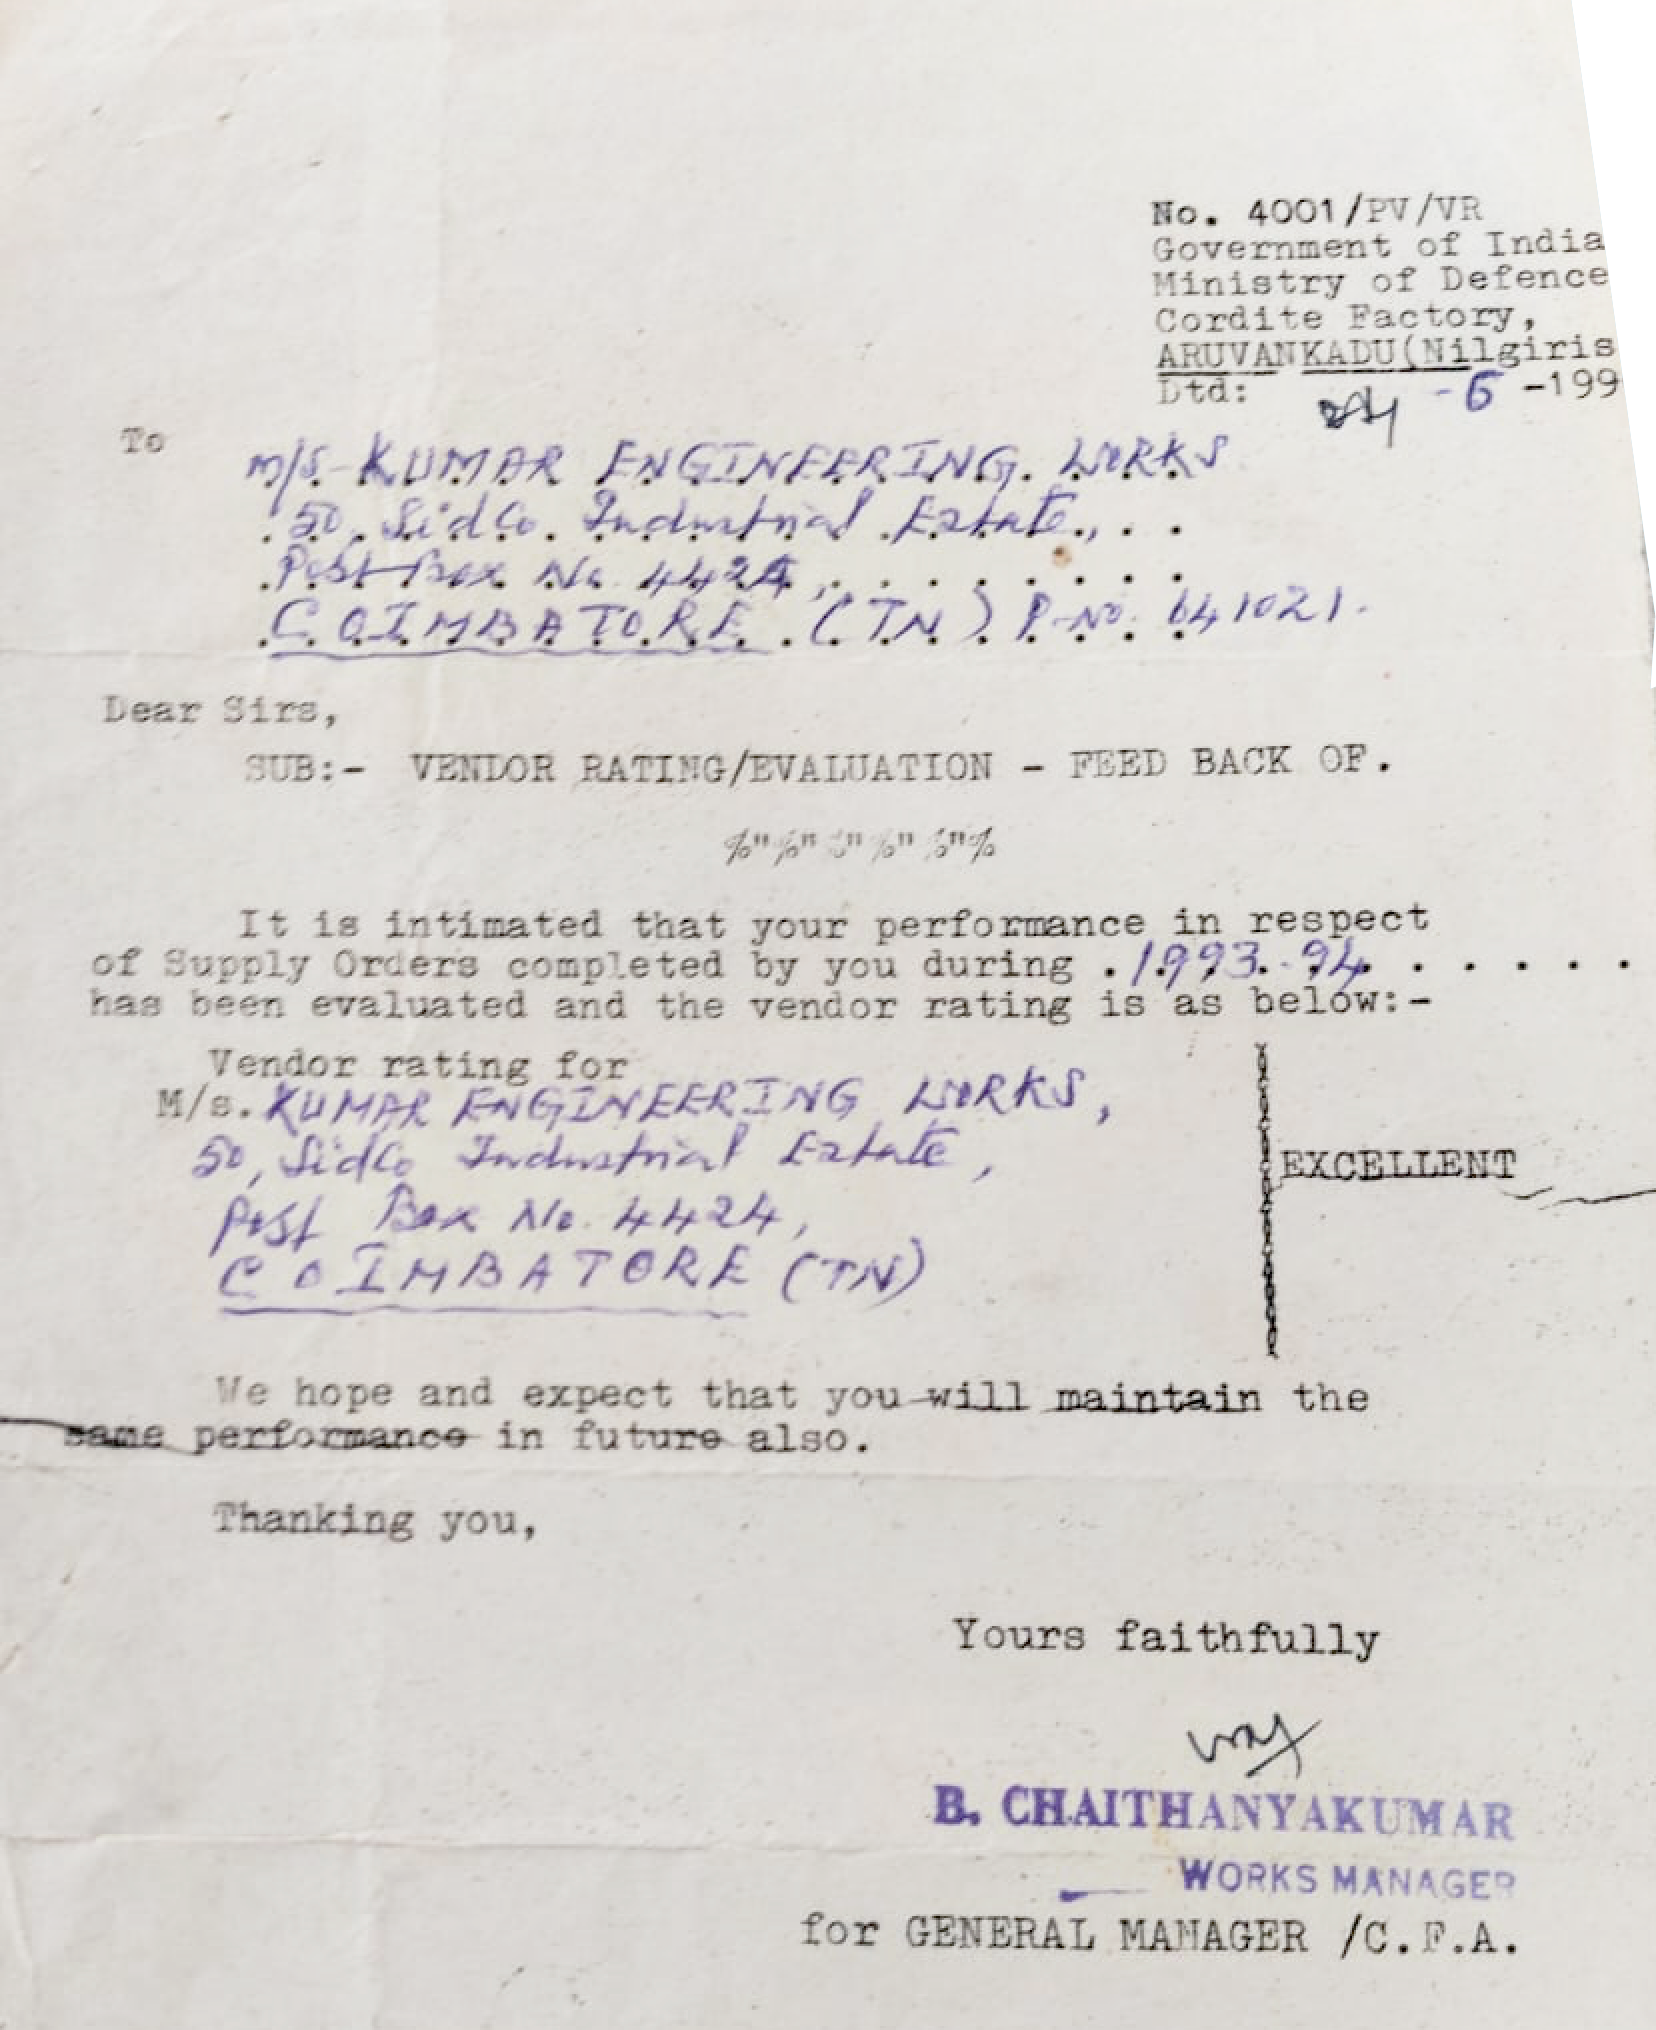 No. 4001/PV/VR
Government of India
Ministry of Defence
Cordite Factory,
ARUVANKADU(Nilgiris
Dtd: 24 -6 -199
To
M/s. KUMAR ENGINEERING. WORKS
50, SidCo. Industrial Estate.,..
Post Box No. 4424,........
COIMBATORE. (TN) P-No. 641021.
Dear Sirs,
SUB:- VENDOR RATING/EVALUATION - FEED BACK OF.
%"%"%"%"%"%
It is intimated that your performance in respect
of Supply Orders completed by you during .1993.-94. . . . . .
has been evaluated and the vendor rating is as below:-
Vendor rating for
M/s. KUMAR ENGINEERING WORKS,
50, SidCo Industrial Estate,
Post Box No. 4424,
COIMBATORE (TN)
EXCELLENT
We hope and expect that you will maintain the
same performance in future also.
Thanking you,
Yours faithfully
B. CHAITHANYAKUMAR
WORKS MANAGER
for GENERAL MANAGER /C.F.A.